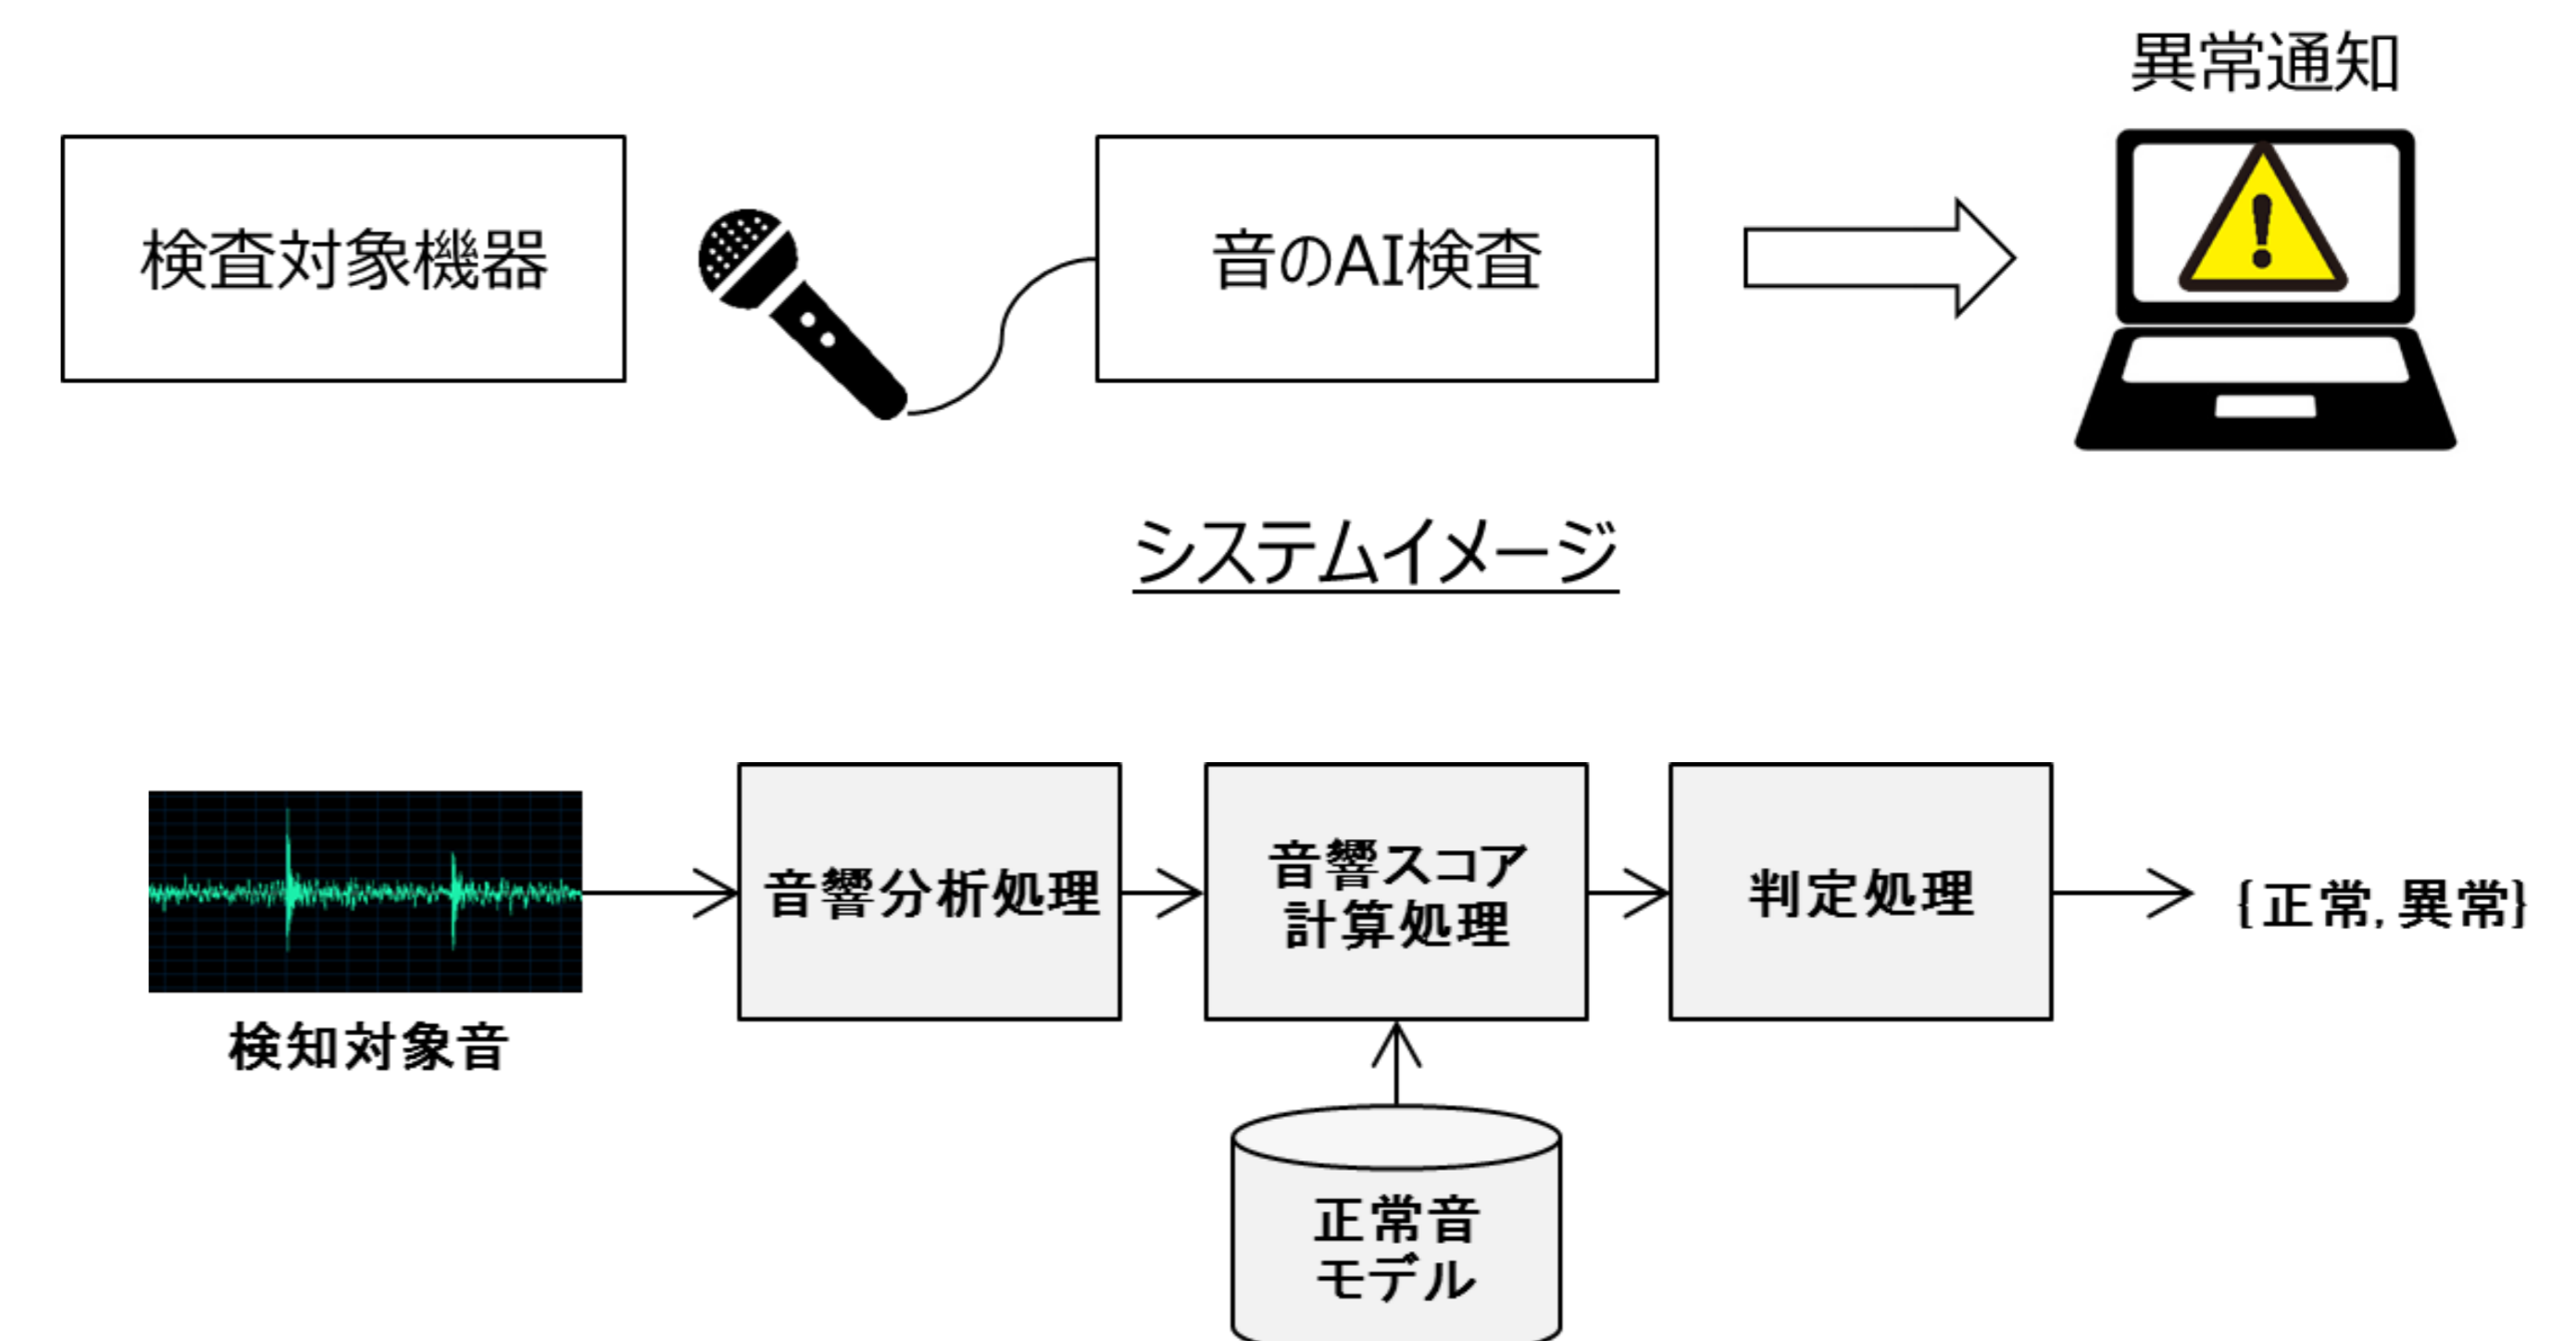 異常通知
検査対象機器
音のAI検査
システムイメージ
音響分析処理
音響スコア
計算処理
判定処理
{正常, 異常}
検知対象音
正常音
モデル